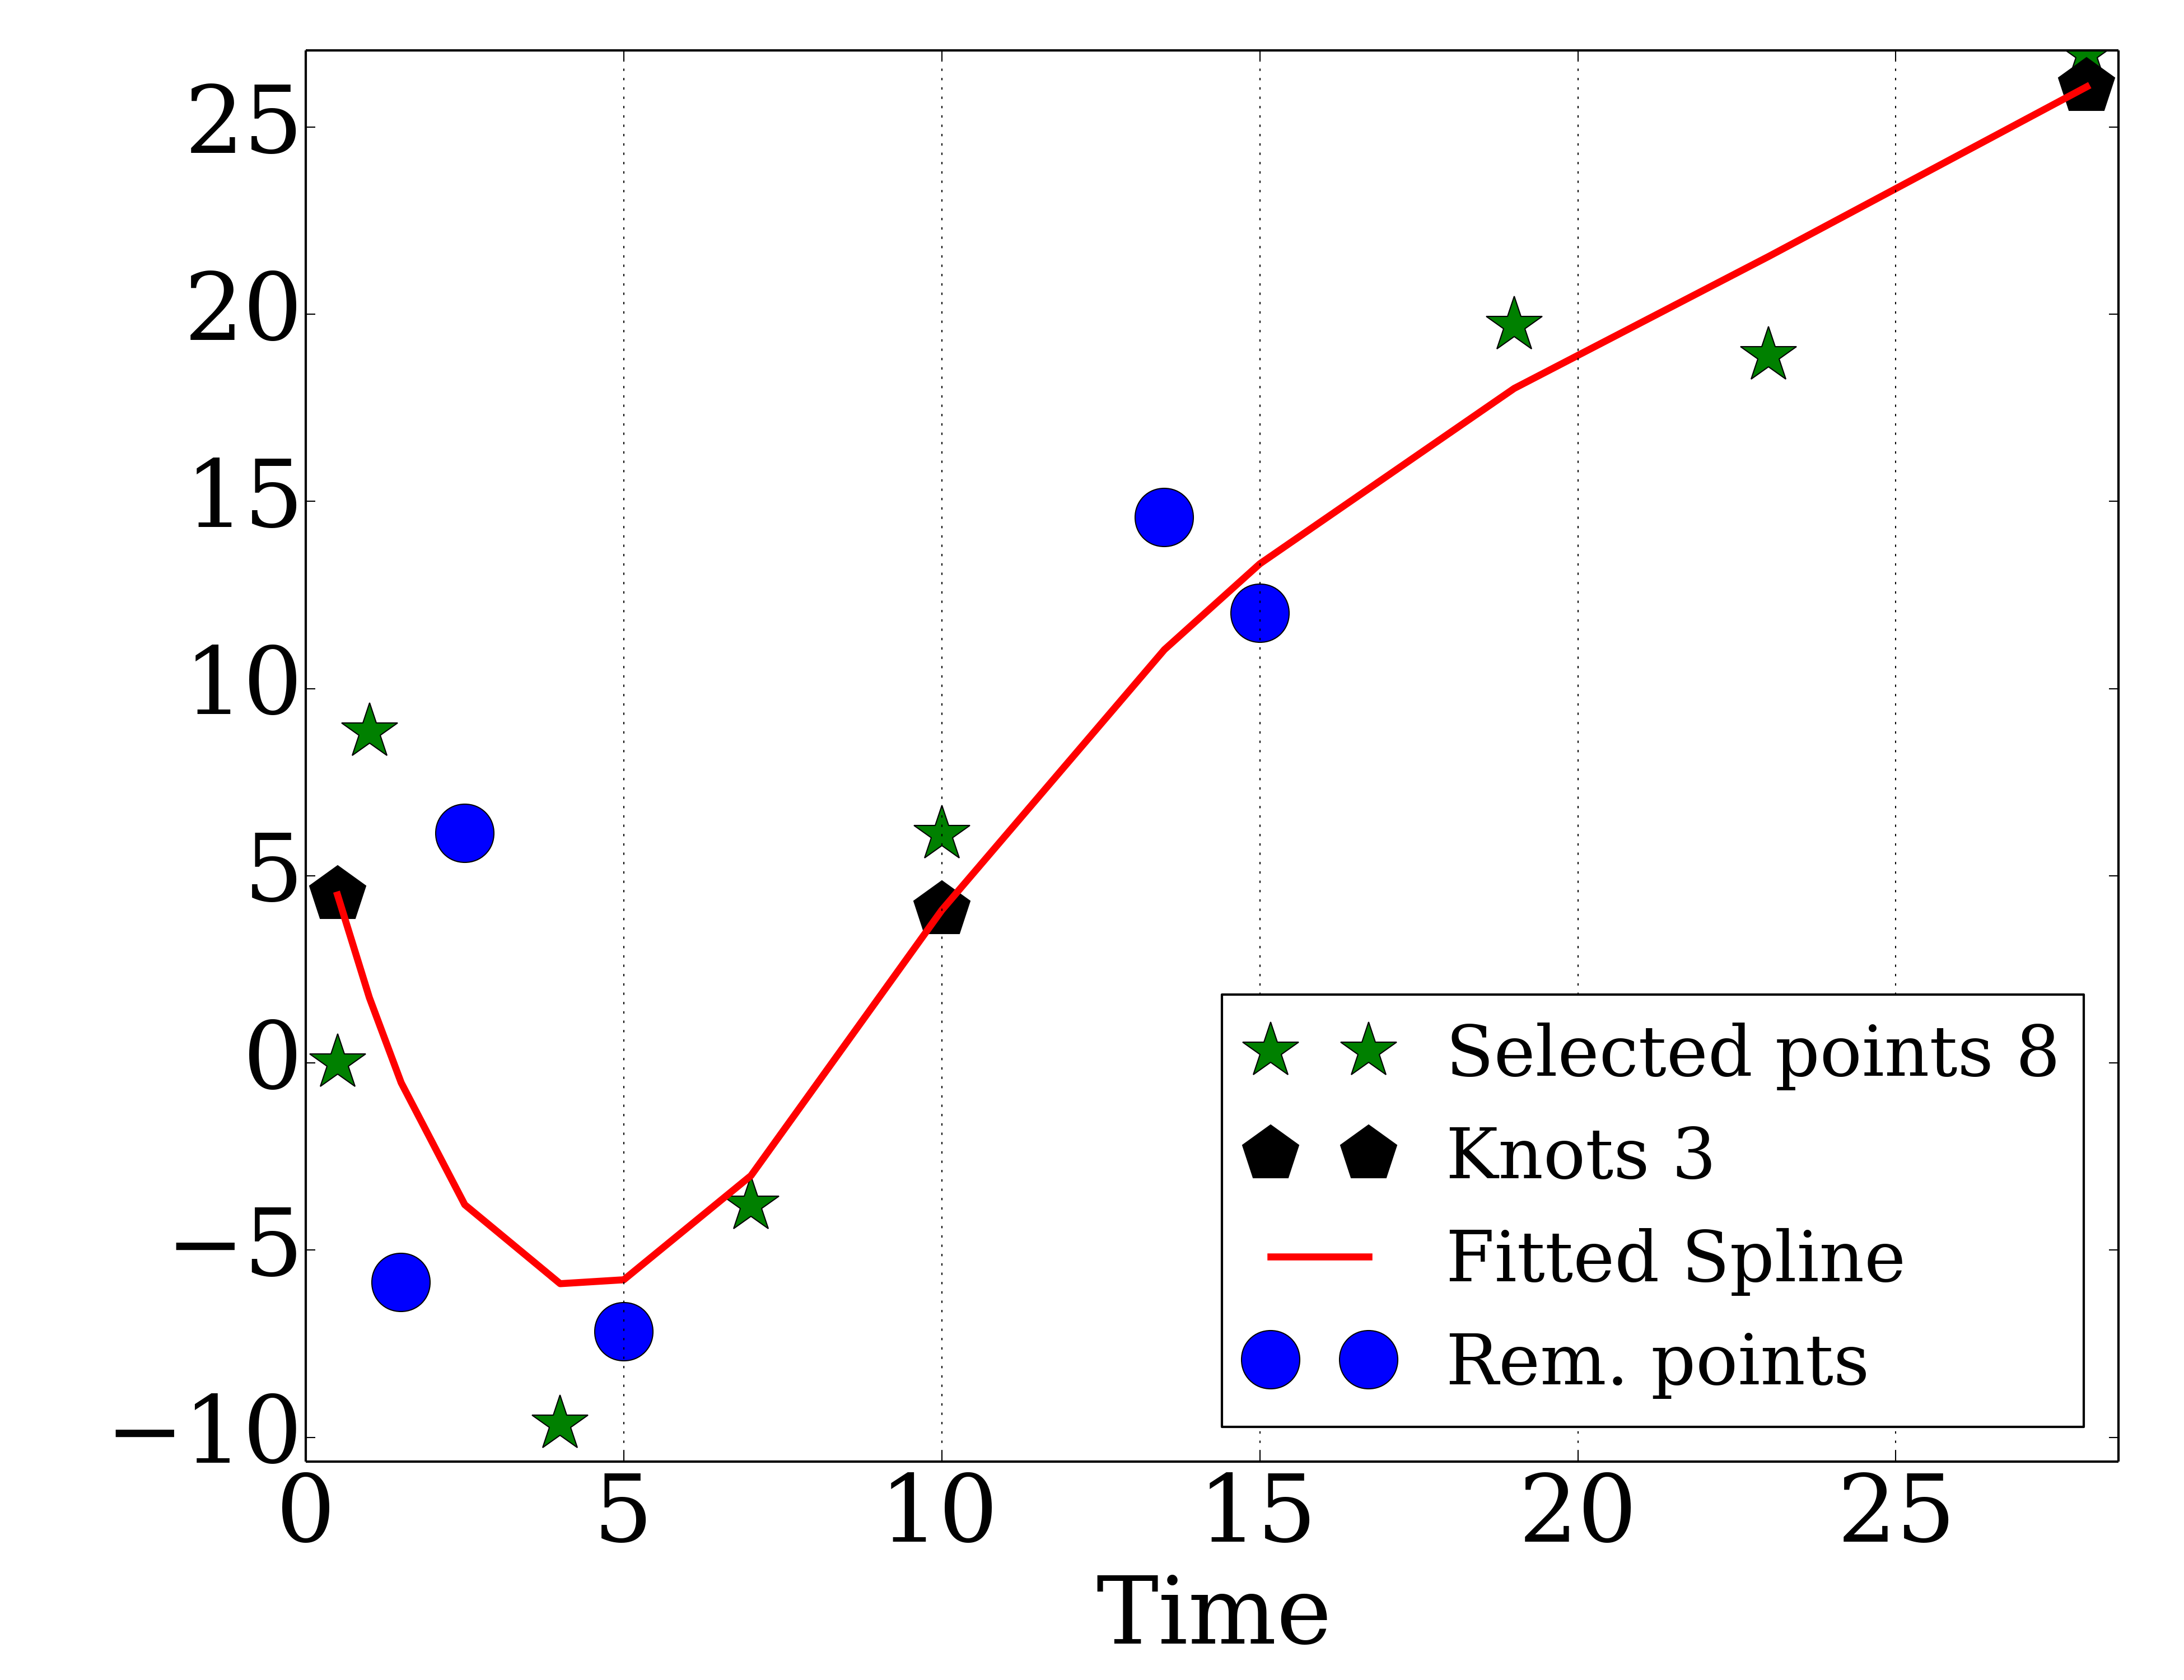 25
20
15
10
5
0
−5
−10
0 5 10 15 20 25
Time
Selected points 8
Knots 3
Fitted Spline
Rem. points